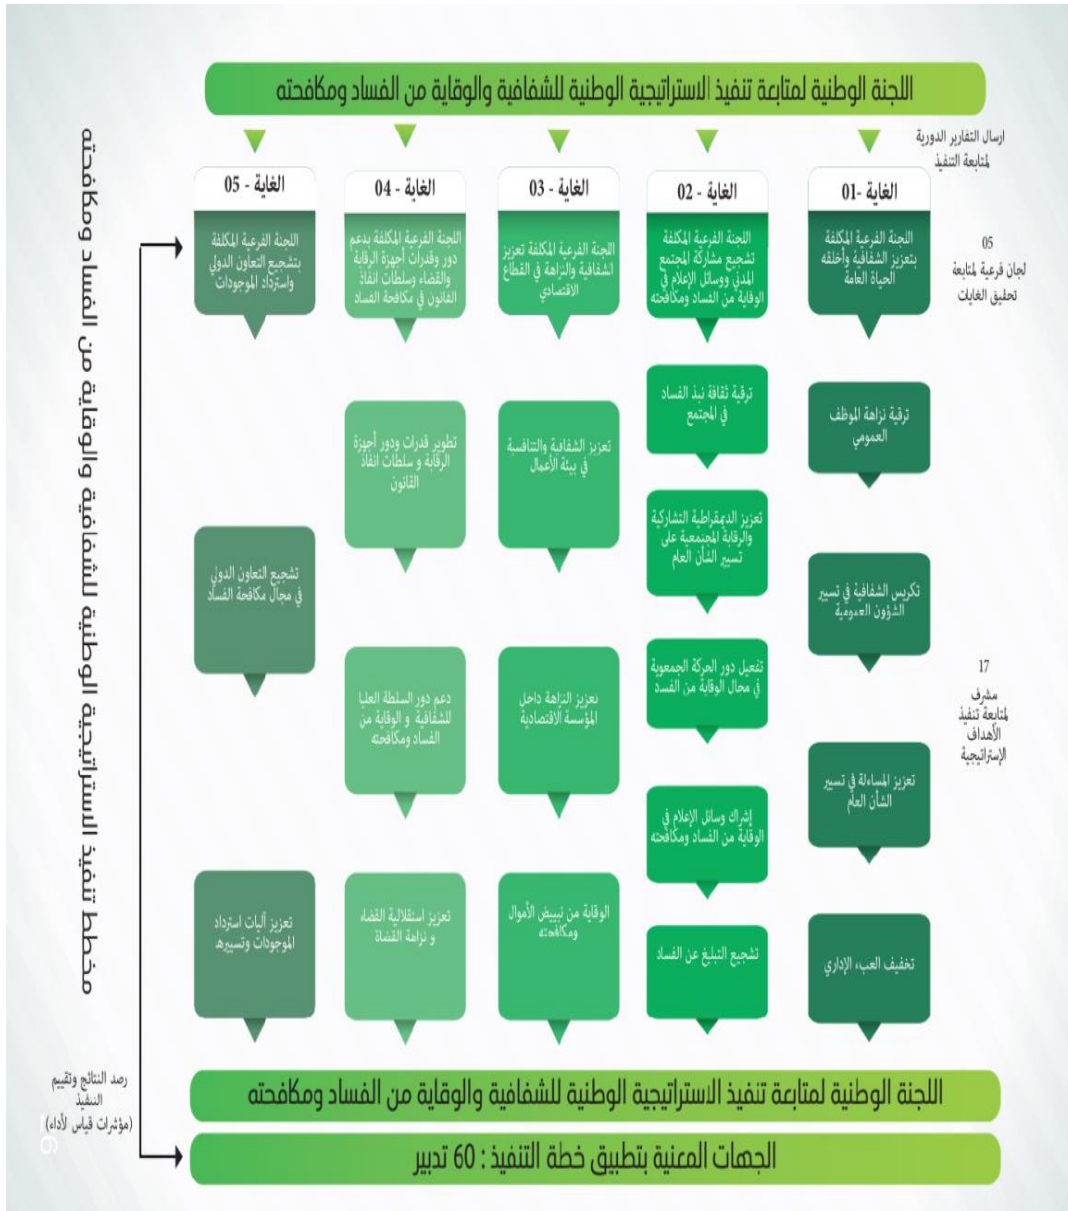 اللجنة الوطنية لمتابعة تنفيذ الاستراتيجية الوطنية للشفافية والوقاية من الفساد ومكافحته
ارسال التفارير الدورية
لمتابعة التنفيذ
الغاية -01
اللجنة الفرعية المكلفة
بتعزيز الشفافية وأخلقه
الحياة العامة
الغاية - 02
اللجنة الفرعية المكلفة
تشجيع مشاركة المجتمع
المدني ووسائل الإعلام في
الوقاية من الفساد ومكافحته
الغاية - 03
اللجنة الفرعية المكلفة تعزيز
الشفافية والنزاهة في القطاع
الاقتصادي
الغاية - 04
اللجنة الفرعية المكلفة بدعم
دور وقدرات أجهزة الرقابة
والقضاء وسلطات انفاذ
القانون في مكافحة الفساد
الغاية - 05
اللجنة الفرعية المكلفة
بتشجيع التعاون الدولي
واسترداد الموجودات
05
لجان فرعية لمتابعة
تحقيق الغايات
ترقية نزاهة الموظف
العمومي
تكريس الشفافية في تسيير
الشؤون العمومية
تعزيز المساءلة في تسيير
الشأن العام
تخفيف العبء الإداري
ترقية ثقافة نبذ الفساد
في المجتمع
تعزيز الديمقراطية التشاركية
والرقابة المجتمعية على
تسيير الشأن العام
تفعيل دور الحركة الجمعوية
في مجال الوقاية من الفساد
إشراك وسائل الإعلام في
الوقاية من الفساد ومكافحته
تشجيع التبليغ عن الفساد
تعزيز الشفافية والتنافسية
في بيئة الأعمال
تعزيز النزاهة داخل
المؤسسة الاقتصادية
الوقاية من تبييض الأموال
ومكافحته
تطوير قدرات ودور أجهزة
الرقابة و سلطات انفاذ
القانون
دعم دور السلطة العليا
للشفافية و الوقاية من
الفساد ومكافحته
تعزيز استقلالية القضاء
و نزاهة القضاة
تشجيع التعاون الدولي
في مجال مكافحة الفساد
تعزيز آليات استرداد
الموجودات وتسييرها
17
مشرف
لمتابعة تنفيذ
الأهداف
الإستراتيجية
مخطط تنفيذ الاستراتيجية الوطنية للشفافية والوقاية من الفساد ومكافحته
رصد النتائج وتقييم
التنفيذ
(مؤشرات قياس لأداء)
اللجنة الوطنية لمتابعة تنفيذ الاستراتيجية الوطنية للشفافية والوقاية من الفساد ومكافحته
الجهات المعنية بتطبيق خطة التنفيذ : 60 تدبير